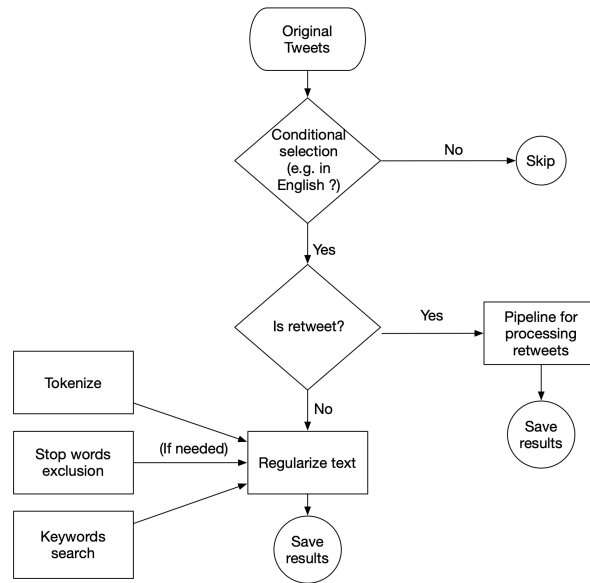 Original
Tweets
Conditional
selection
(e.g. in
English ?)
No
Skip
Yes
Is retweet?
Yes
Pipeline for
processing
retweets
Save
results
No
Tokenize
Stop words
exclusion
(If needed)
Regularize text
Keywords
search
Save
results